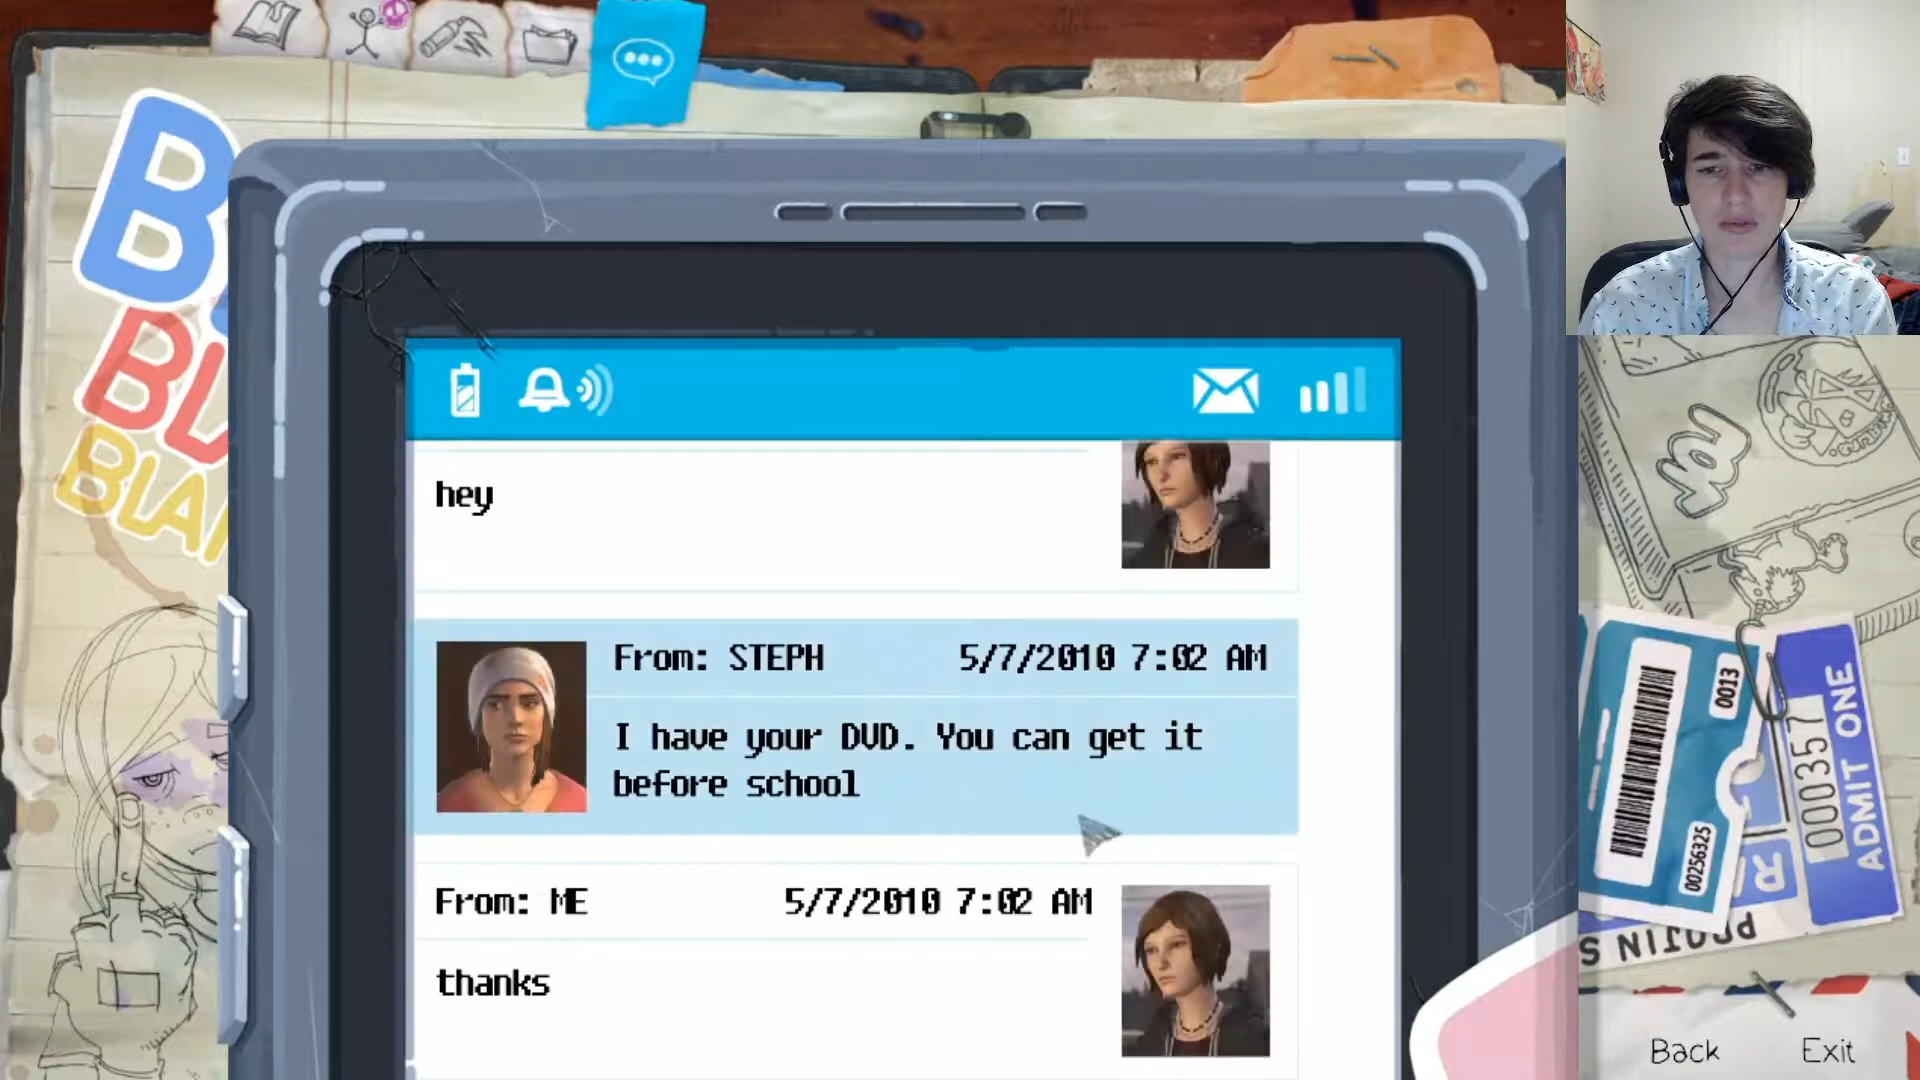 hey
From: STEPH 5/7/2010 7:02 AM
I have your DVD. You can get it
before school
From: ME 5/7/2010 7:02 AM
thanks
0013
00256325
000357
ADMIT ONE
Back Exit